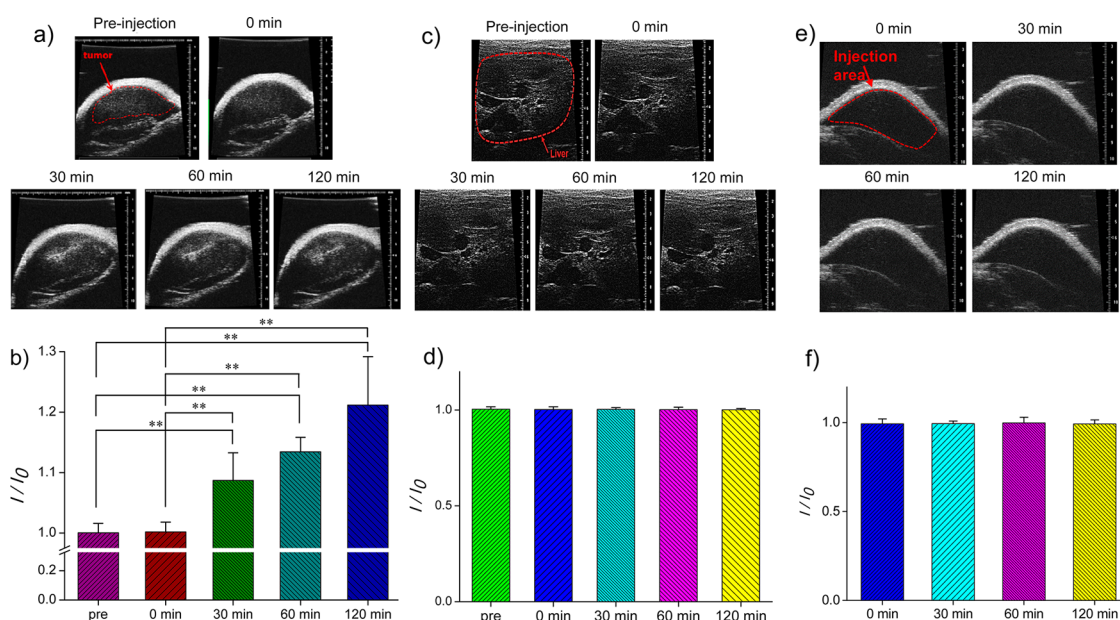 a)
Pre-injection
0 min
tumor
30 min
60 min
120 min
c)
Pre-injection
0 min
Liver
30 min
60 min
120 min
e)
0 min
30 min
Injection
area
60 min
120 min
b)
**
**
**
**
**
**
1.3
1.2
1.1
1.0
0.2
0.0
I / I0
pre
0 min
30 min
60 min
120 min
d)
1.0
0.5
0.0
I / I0
pre
0 min
30 min
60 min
120 min
f)
1.0
0.5
0.0
I / I0
0 min
30 min
60 min
120 min